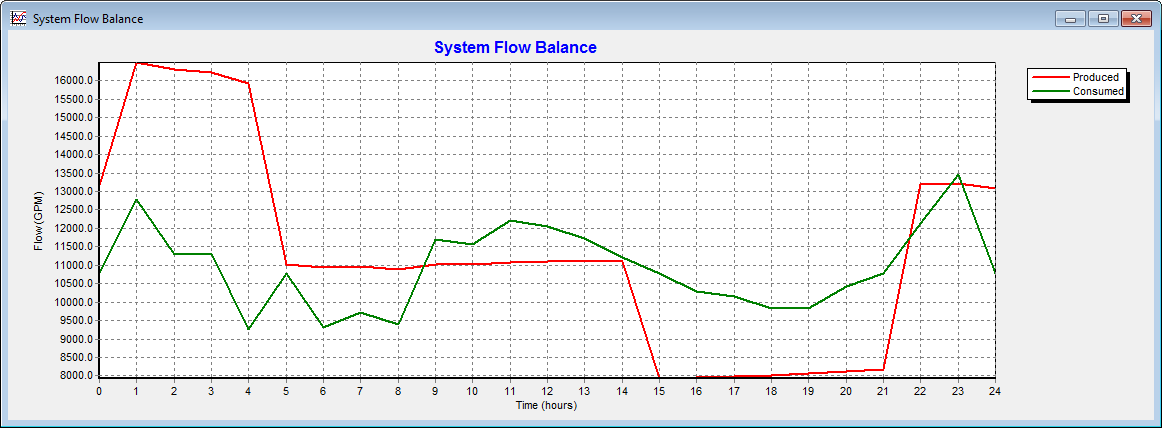 System Flow Balance
System Flow Balance
Produced
Consumed
16000.0
15500.0
15000.0
14500.0
14000.0
13500.0
13000.0
12500.0
12000.0
11500.0
11000.0
10500.0
10000.0
9500.0
9000.0
8500.0
8000.0
Flow (GPM)
0 1 2 3 4 5 6 7 8 9 10 11 12 13 14 15 16 17 18 19 20 21 22 23 24
Time (hours)